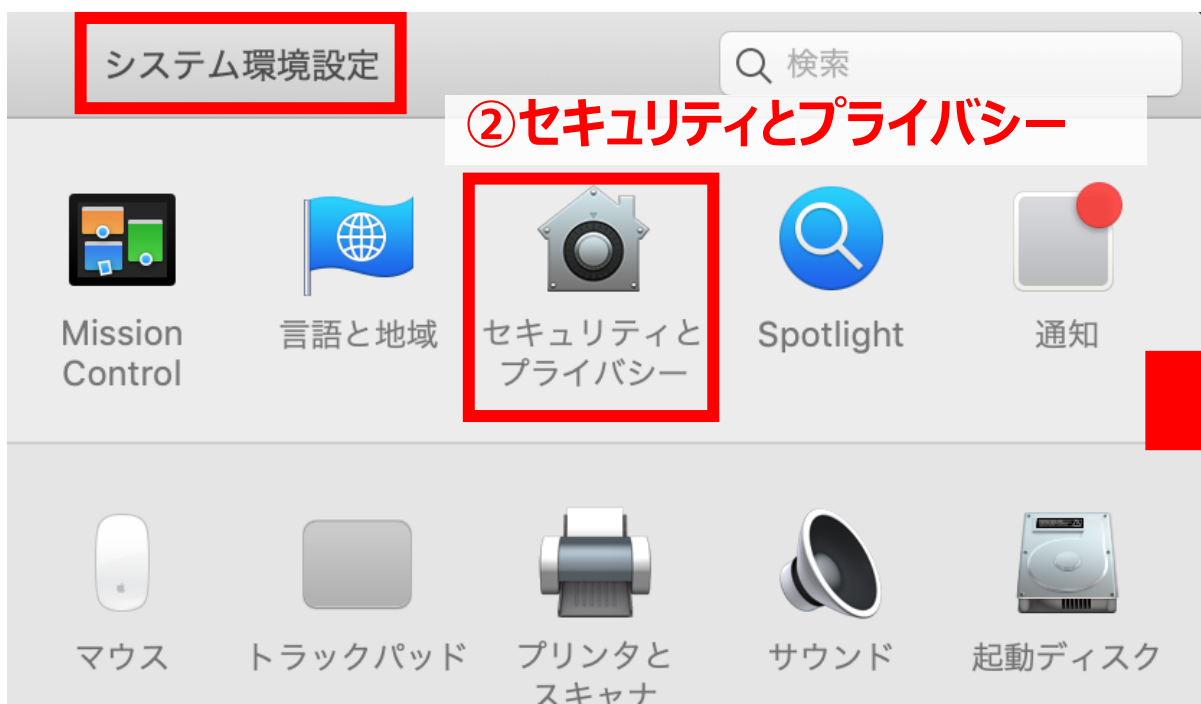 システム環境設定
検索
②セキュリティとプライバシー
Mission
Control
言語と地域
セキュリティと
プライバシー
Spotlight
通知
マウス
トラックパッド
プリンタと
スキャナ
サウンド
起動ディスク